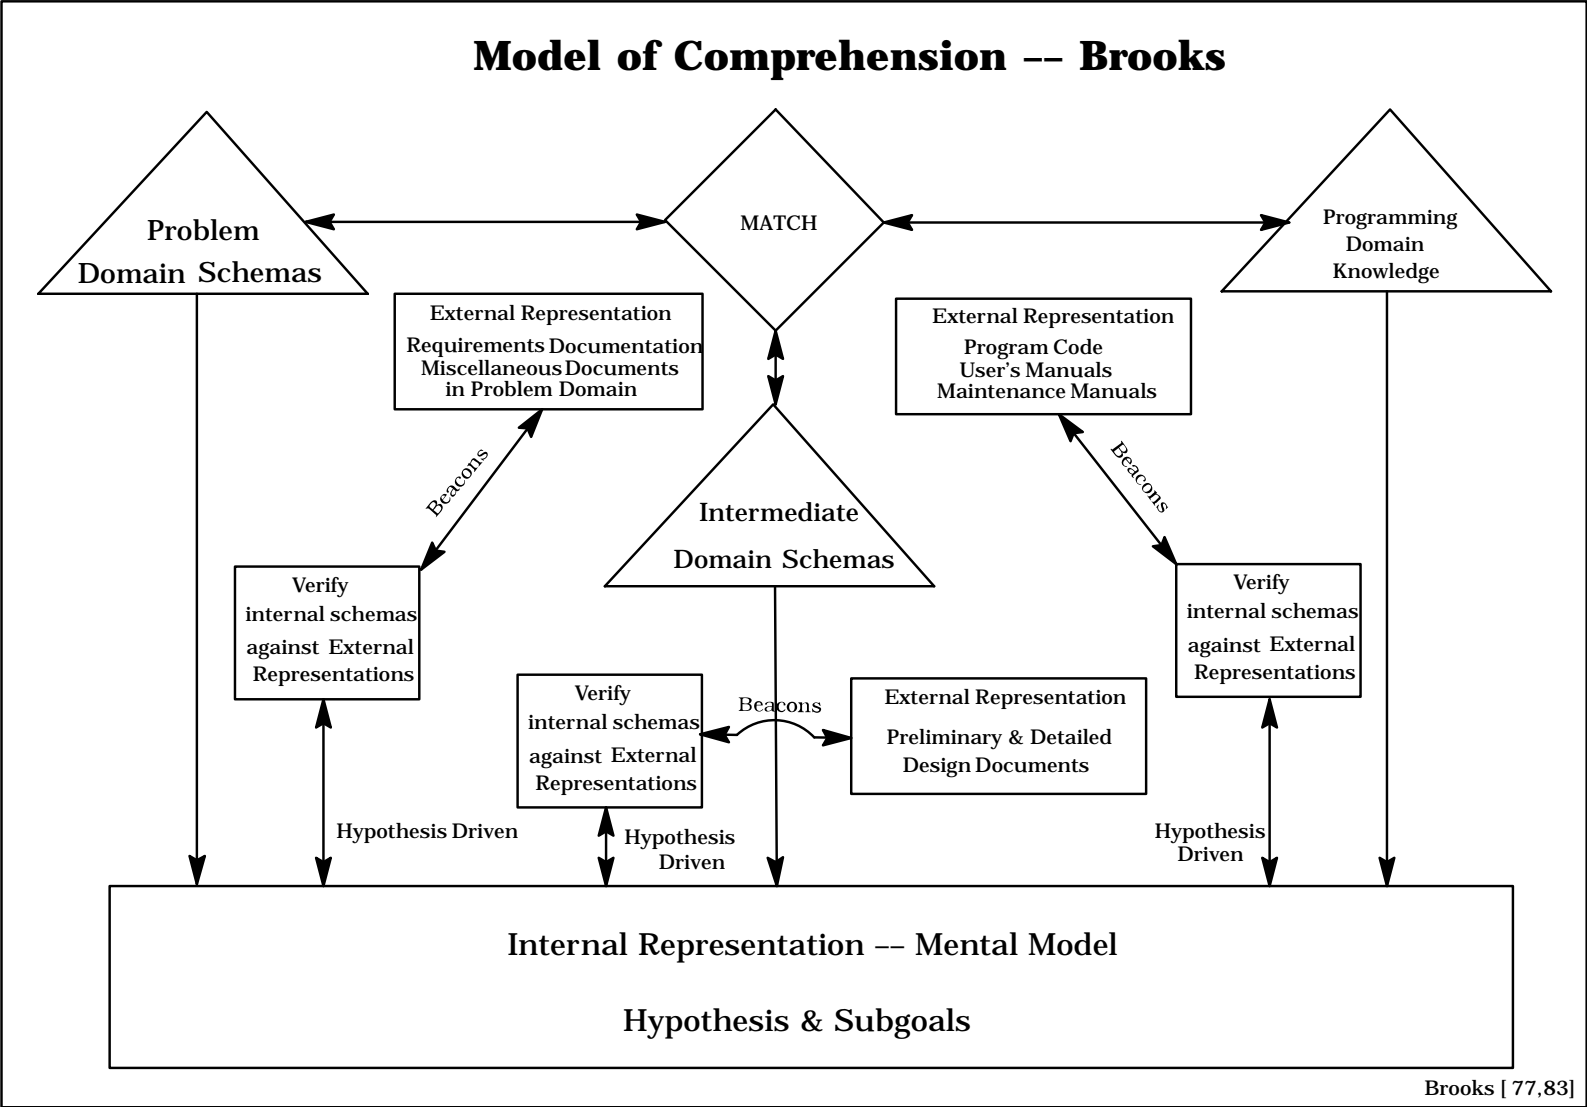 Model of Comprehension -- Brooks
Problem
Domain Schemas
MATCH
Programming
Domain
Knowledge
External Representation
Requirements Documentation
Miscellaneous Documents
in Problem Domain
External Representation
Program Code
User's Manuals
Maintenance Manuals
Beacons
Beacons
Intermediate
Domain Schemas
Verify
internal schemas
against External
Representations
Verify
internal schemas
against External
Representations
Verify
internal schemas
against External
Representations
Beacons
External Representation
Preliminary & Detailed
Design Documents
Hypothesis Driven
Hypothesis
Driven
Hypothesis
Driven
Internal Representation -- Mental Model
Hypothesis & Subgoals
Brooks [ 77,83]